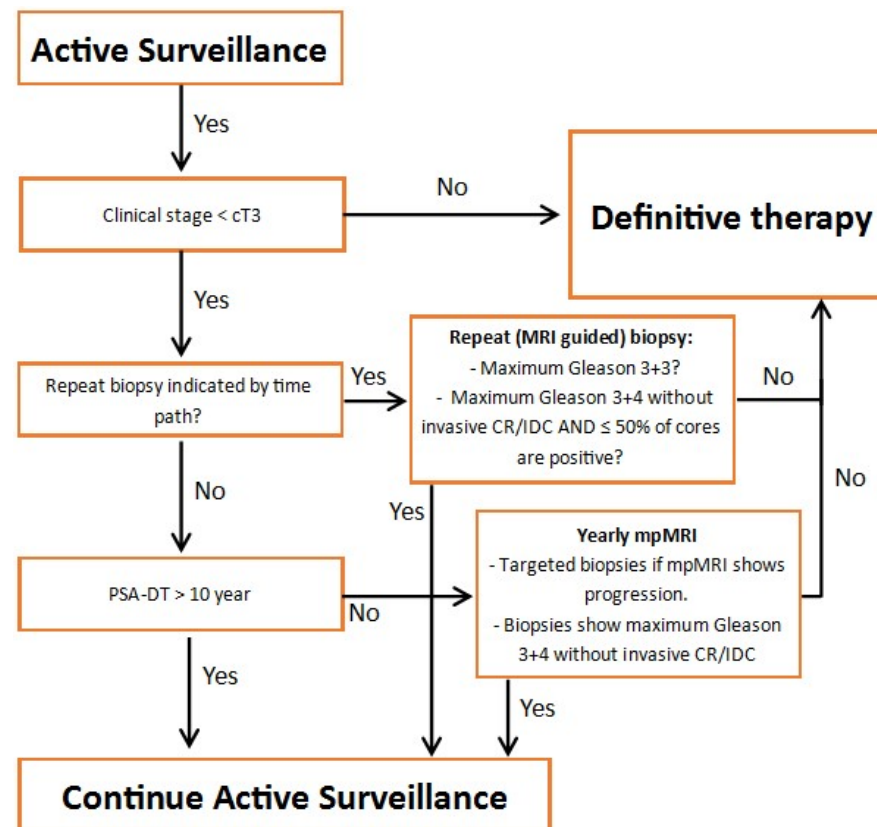 Active Surveillance
Yes
Clinical stage < cT3
No
Definitive therapy
Yes
Repeat biopsy indicated by time
path?
Yes
Repeat (MRI guided) biopsy:
- Maximum Gleason 3+3?
- Maximum Gleason 3+4 without
invasive CR/IDC AND ≤ 50% of cores
are positive?
No
No
No
Yes
PSA-DT > 10 year
No
Yearly mpMRI
- Targeted biopsies if mpMRI shows
progression.
- Biopsies show maximum Gleason
3+4 without invasive CR/IDC
Yes
Yes
Continue Active Surveillance